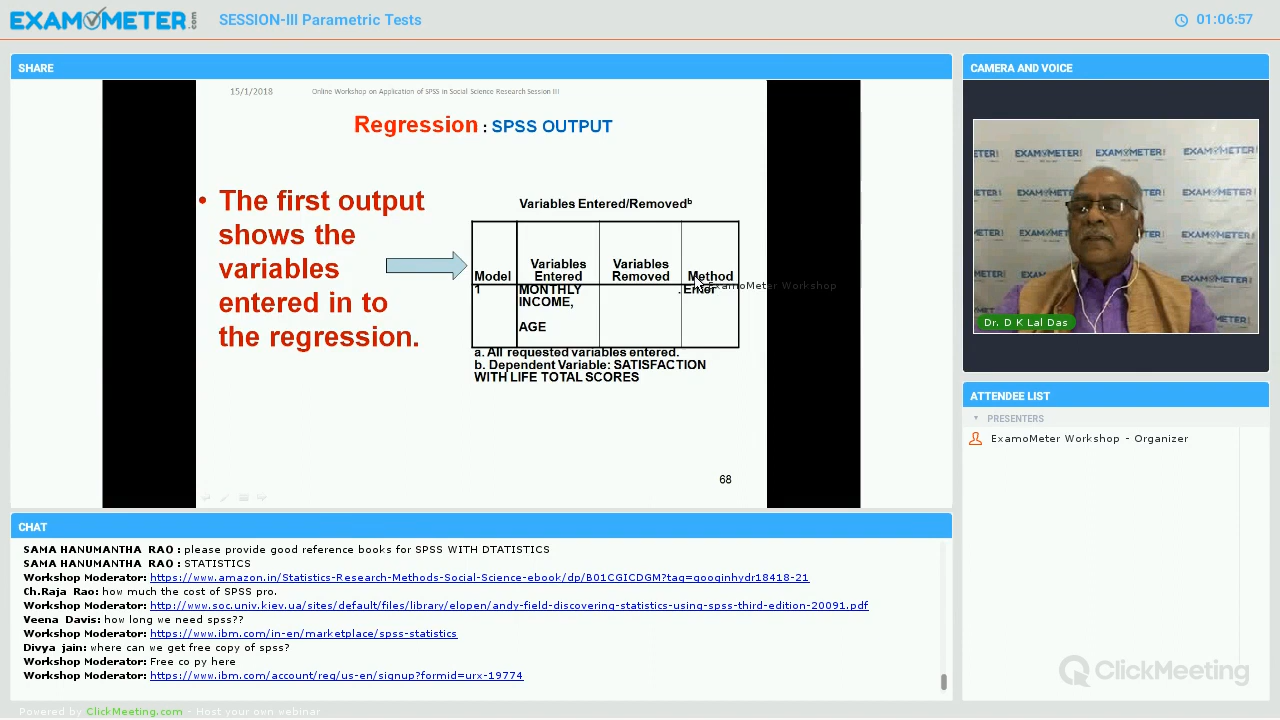 EXAMOMETER.com
SESSION-III Parametric Tests
01:06:57
SHARE
15/1/2018 Online Workshop on Application of SPSS in Social Science Research Session III
Regression : SPSS OUTPUT
• The first output
shows the
variables
entered in to
the regression.
Variables Entered/Removedb
Model Variables Entered Variables Removed Method
1 MONTHLY INCOME, AGE . Enter
ExamoMeter Workshop
a. All requested variables entered.
b. Dependent Variable: SATISFACTION
WITH LIFE TOTAL SCORES
68
CAMERA AND VOICE
EXAMOMETER
Dr. D K Lal Das
ATTENDEE LIST
PRESENTERS
ExamoMeter Workshop - Organizer
CHAT
SAMA HANUMANTHA RAO : please provide good reference books for SPSS WITH DTATISTICS
SAMA HANUMANTHA RAO : STATISTICS
Workshop Moderator: https://www.amazon.in/Statistics-Research-Methods-Social-Science-ebook/dp/B01CGICDGM?tag=googinhydr18418-21
Ch.Raja Rao: how much the cost of SPSS pro.
Workshop Moderator: http://www.soc.univ.kiev.ua/sites/default/files/library/elopen/andy-field-discovering-statistics-using-spss-third-edition-20091.pdf
Veena Davis: how long we need spss??
Workshop Moderator: https://www.ibm.com/in-en/marketplace/spss-statistics
Divya jain: where can we get free copy of spss?
Workshop Moderator: Free co py here
Workshop Moderator: https://www.ibm.com/account/reg/us-en/signup?formid=urx-19774
ClickMeeting
Powered by ClickMeeting.com - Host your own webinar